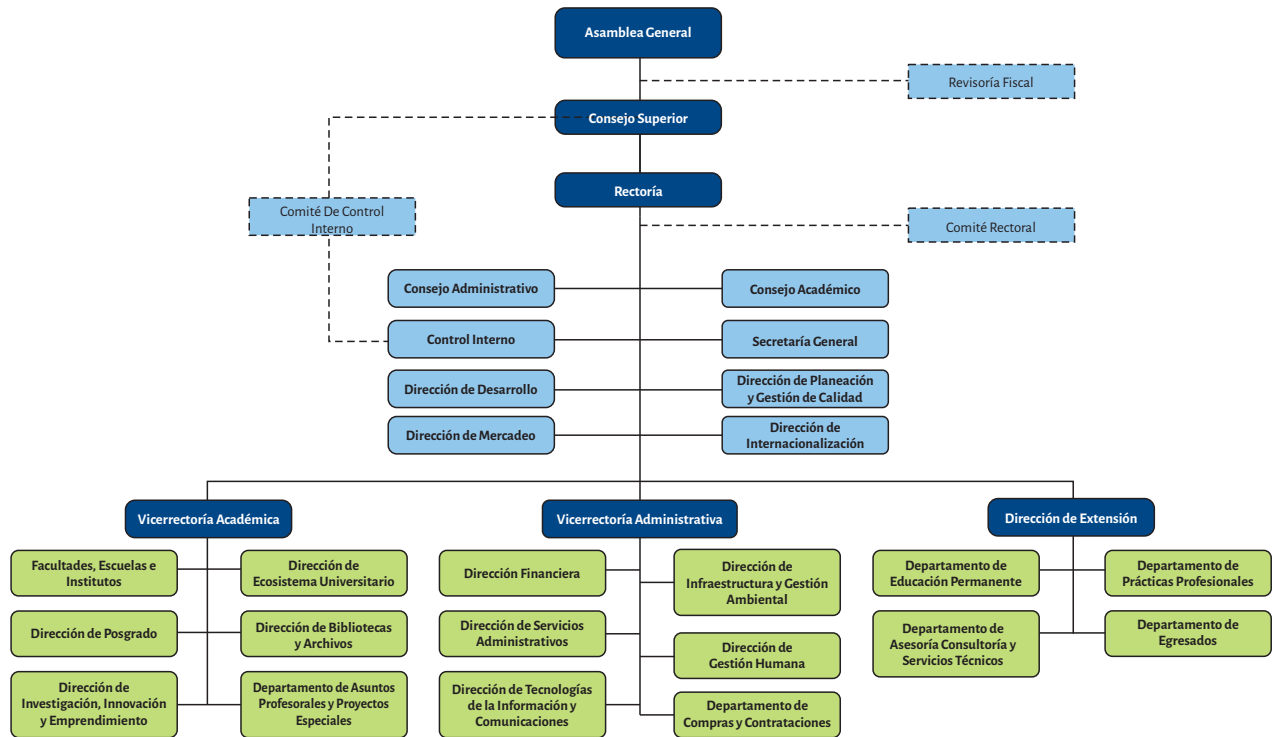 Asamblea General
Revisoría Fiscal
Consejo Superior
Rectoría
Comité De Control
Interno
Comité Rectoral
Consejo Administrativo
Consejo Académico
Control Interno
Secretaría General
Dirección de Desarrollo
Dirección de Planeación
y Gestión de Calidad
Dirección de Mercadeo
Dirección de
Internacionalización
Vicerrectoría Académica
Vicerrectoría Administrativa
Dirección de Extensión
Facultades, Escuelas e
Institutos
Dirección de
Ecosistema Universitario
Dirección de Posgrado
Dirección de Bibliotecas
y Archivos
Dirección de
Investigación, Innovación
y Emprendimiento
Departamento de Asuntos
Profesorales y Proyectos
Especiales
Dirección Financiera
Dirección de
Infraestructura y Gestión
Ambiental
Dirección de Servicios
Administrativos
Dirección de
Gestión Humana
Dirección de Tecnologías
de la Información y
Comunicaciones
Departamento de
Compras y Contrataciones
Departamento de
Educación Permanente
Departamento de
Prácticas Profesionales
Departamento de
Asesoría Consultoría y
Servicios Técnicos
Departamento de
Egresados